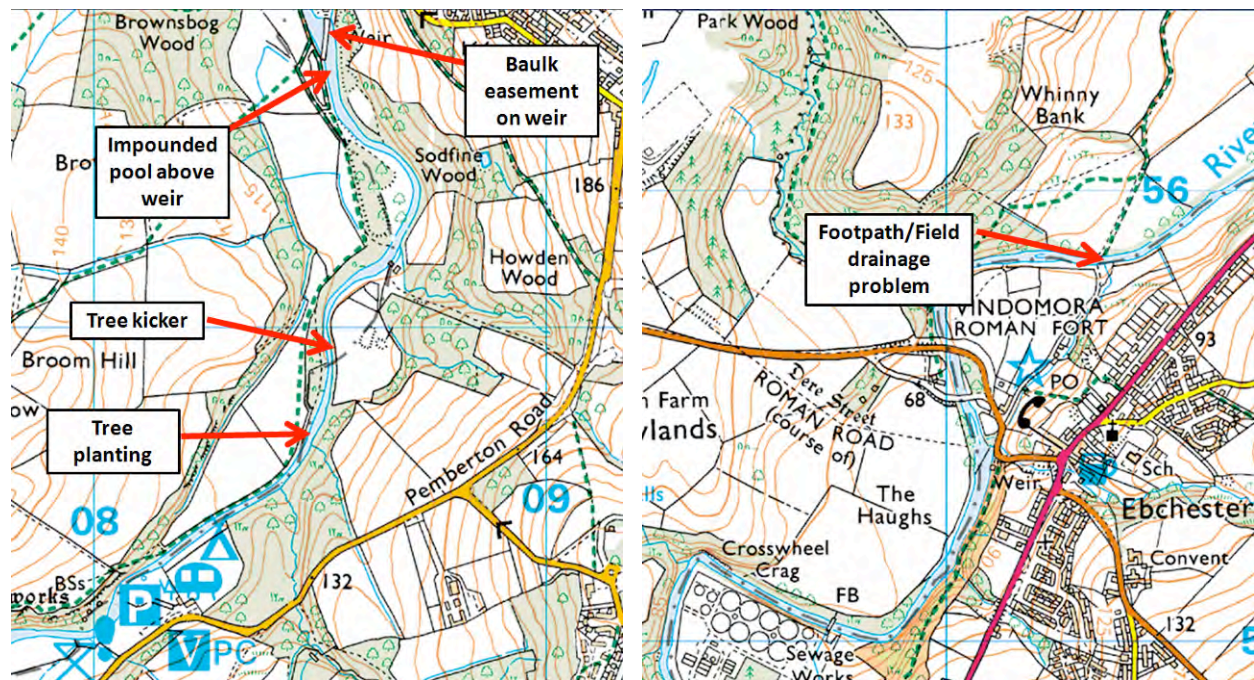 Brownsbog
Wood
Weir
Baulk
easement
on weir
Impounded
pool above
weir
Sodfine
Wood
186
140
115
Howden
Wood
Tree kicker
Broom Hill
Tree
planting
Pemberton Road
164
08
09
BSs
works
132
P
V PC
Park Wood
125
133
Whinny
Bank
56
Footpath/Field
drainage
problem
VINDOMORA
ROMAN FORT
93
PO
Dere Street
ROMAN ROAD
(course
of)
68
Farm
The
Haughs
Weir
Sch
Ebchester
Convent
Crosswheel
Crag
FB
132
Sewage
Works